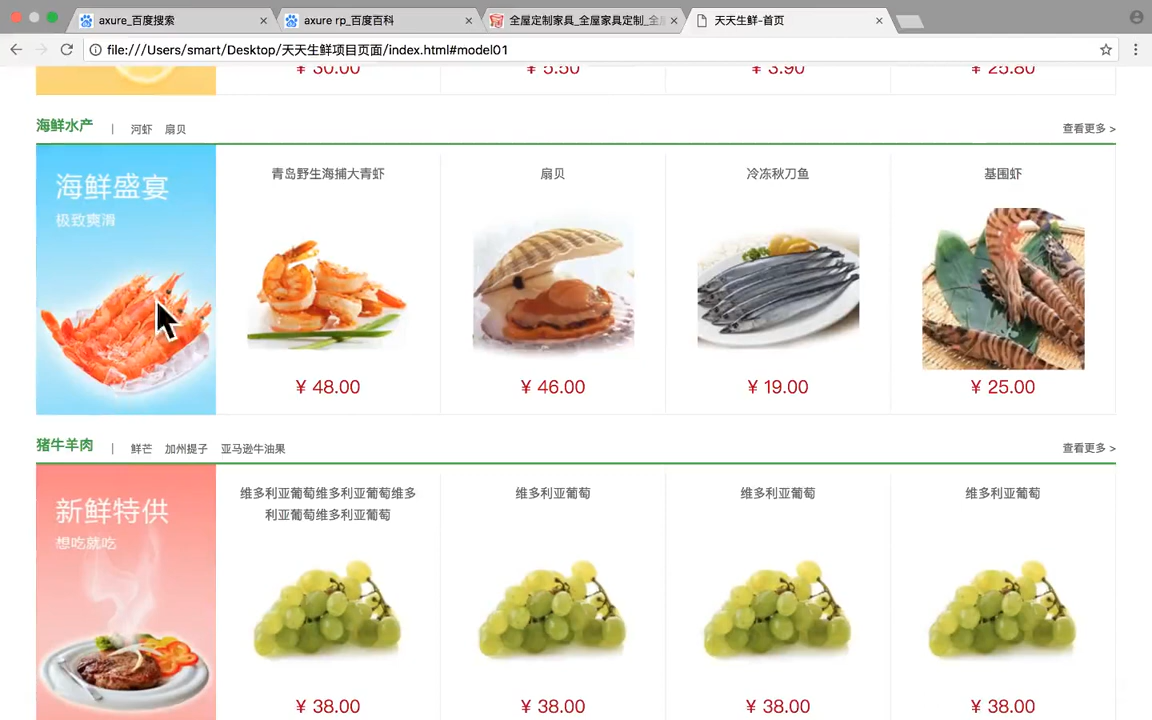 axure_百度搜索
axure rp_百度百科
全屋定制家具_全屋家具定制_全
天天生鲜-首页
file:///Users/smart/Desktop/天天生鲜项目页面/index.html#model01
¥ 30.00
¥ 5.50
¥ 3.90
¥ 25.80
海鲜水产 | 河虾 扇贝
查看更多 >
海鲜盛宴
极致爽滑
青岛野生海捕大青虾
扇贝
冷冻秋刀鱼
基围虾
¥ 48.00
¥ 46.00
¥ 19.00
¥ 25.00
猪牛羊肉 | 鲜芒 加州提子 亚马逊牛油果
查看更多 >
新鲜特供
想吃就吃
维多利亚葡萄维多利亚葡萄维多
利亚葡萄维多利亚葡萄
维多利亚葡萄
维多利亚葡萄
维多利亚葡萄
¥ 38.00
¥ 38.00
¥ 38.00
¥ 38.00